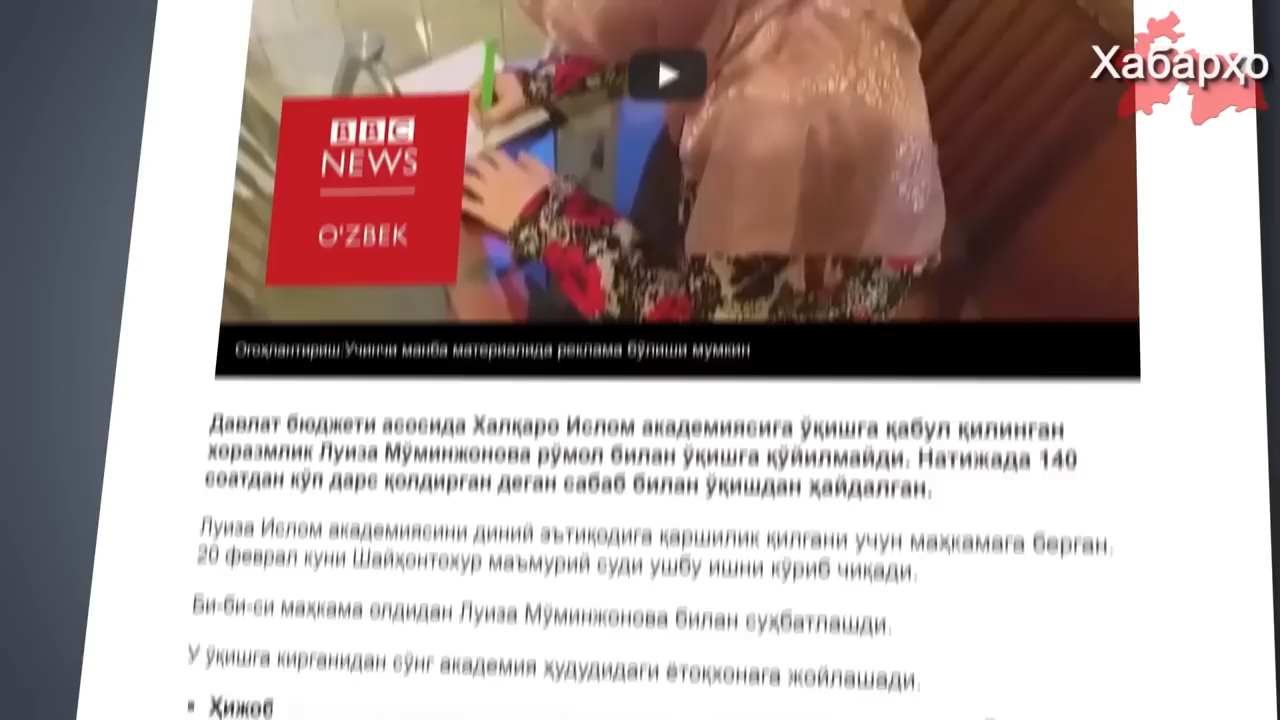 Хабарҳо
BBC
NEWS
O'ZBEK
Огоҳлантириш:Учинчи манба материалида реклама бўлиши мумкин
Давлат бюджети асосида Халқаро Ислом академиясига ўқишга қабул қилинган
хоразмлик Луиза Мўминжонова рўмол билан ўқишга қўйилмайди. Натижада 140
соатдан кўп дарс қолдирган деган сабаб билан ўқишдан ҳайдалган.
Луиза Ислом академиясини диний эътиқодига қаршилик қилгани учун маҳкамага берган.
20 феврал куни Шайҳонтоҳур маъмурий суди ушбу ишни кўриб чиқади.
Би-би-си маҳкама олдидан Луиза Мўминжонова билан суҳбатлашди.
У ўқишга кирганидан сўнг академия ҳудудидаги ётоқхонага жойлашади.
▪ Ҳижоб